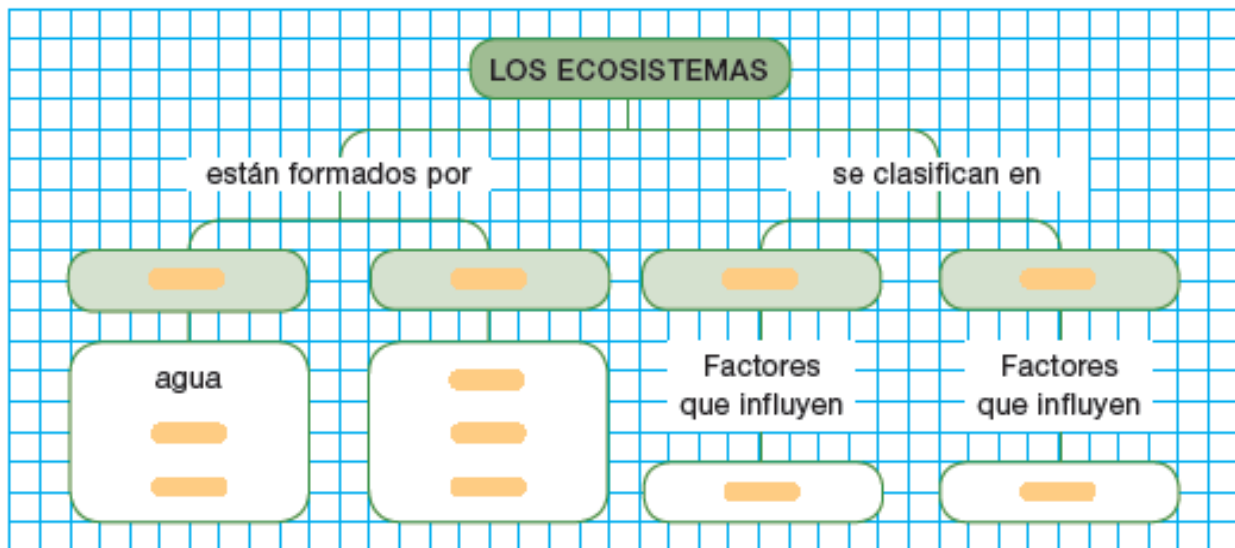 LOS ECOSISTEMAS
están formados por
se clasifican en
agua
Factores
que influyen
Factores
que influyen